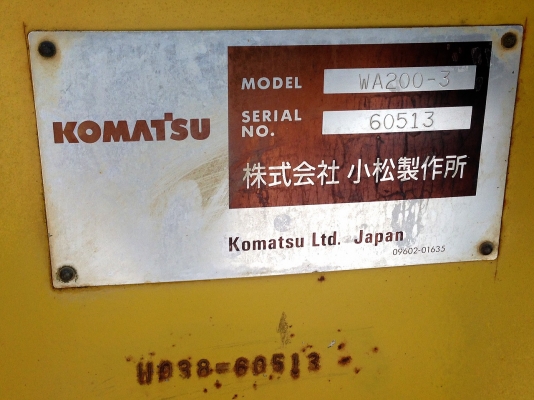 KOMATSU
MODEL WA200-3
SERIAL NO. 60513
株式会社 小松製作所
Komatsu Ltd. Japan
09602-01635
W038-60513